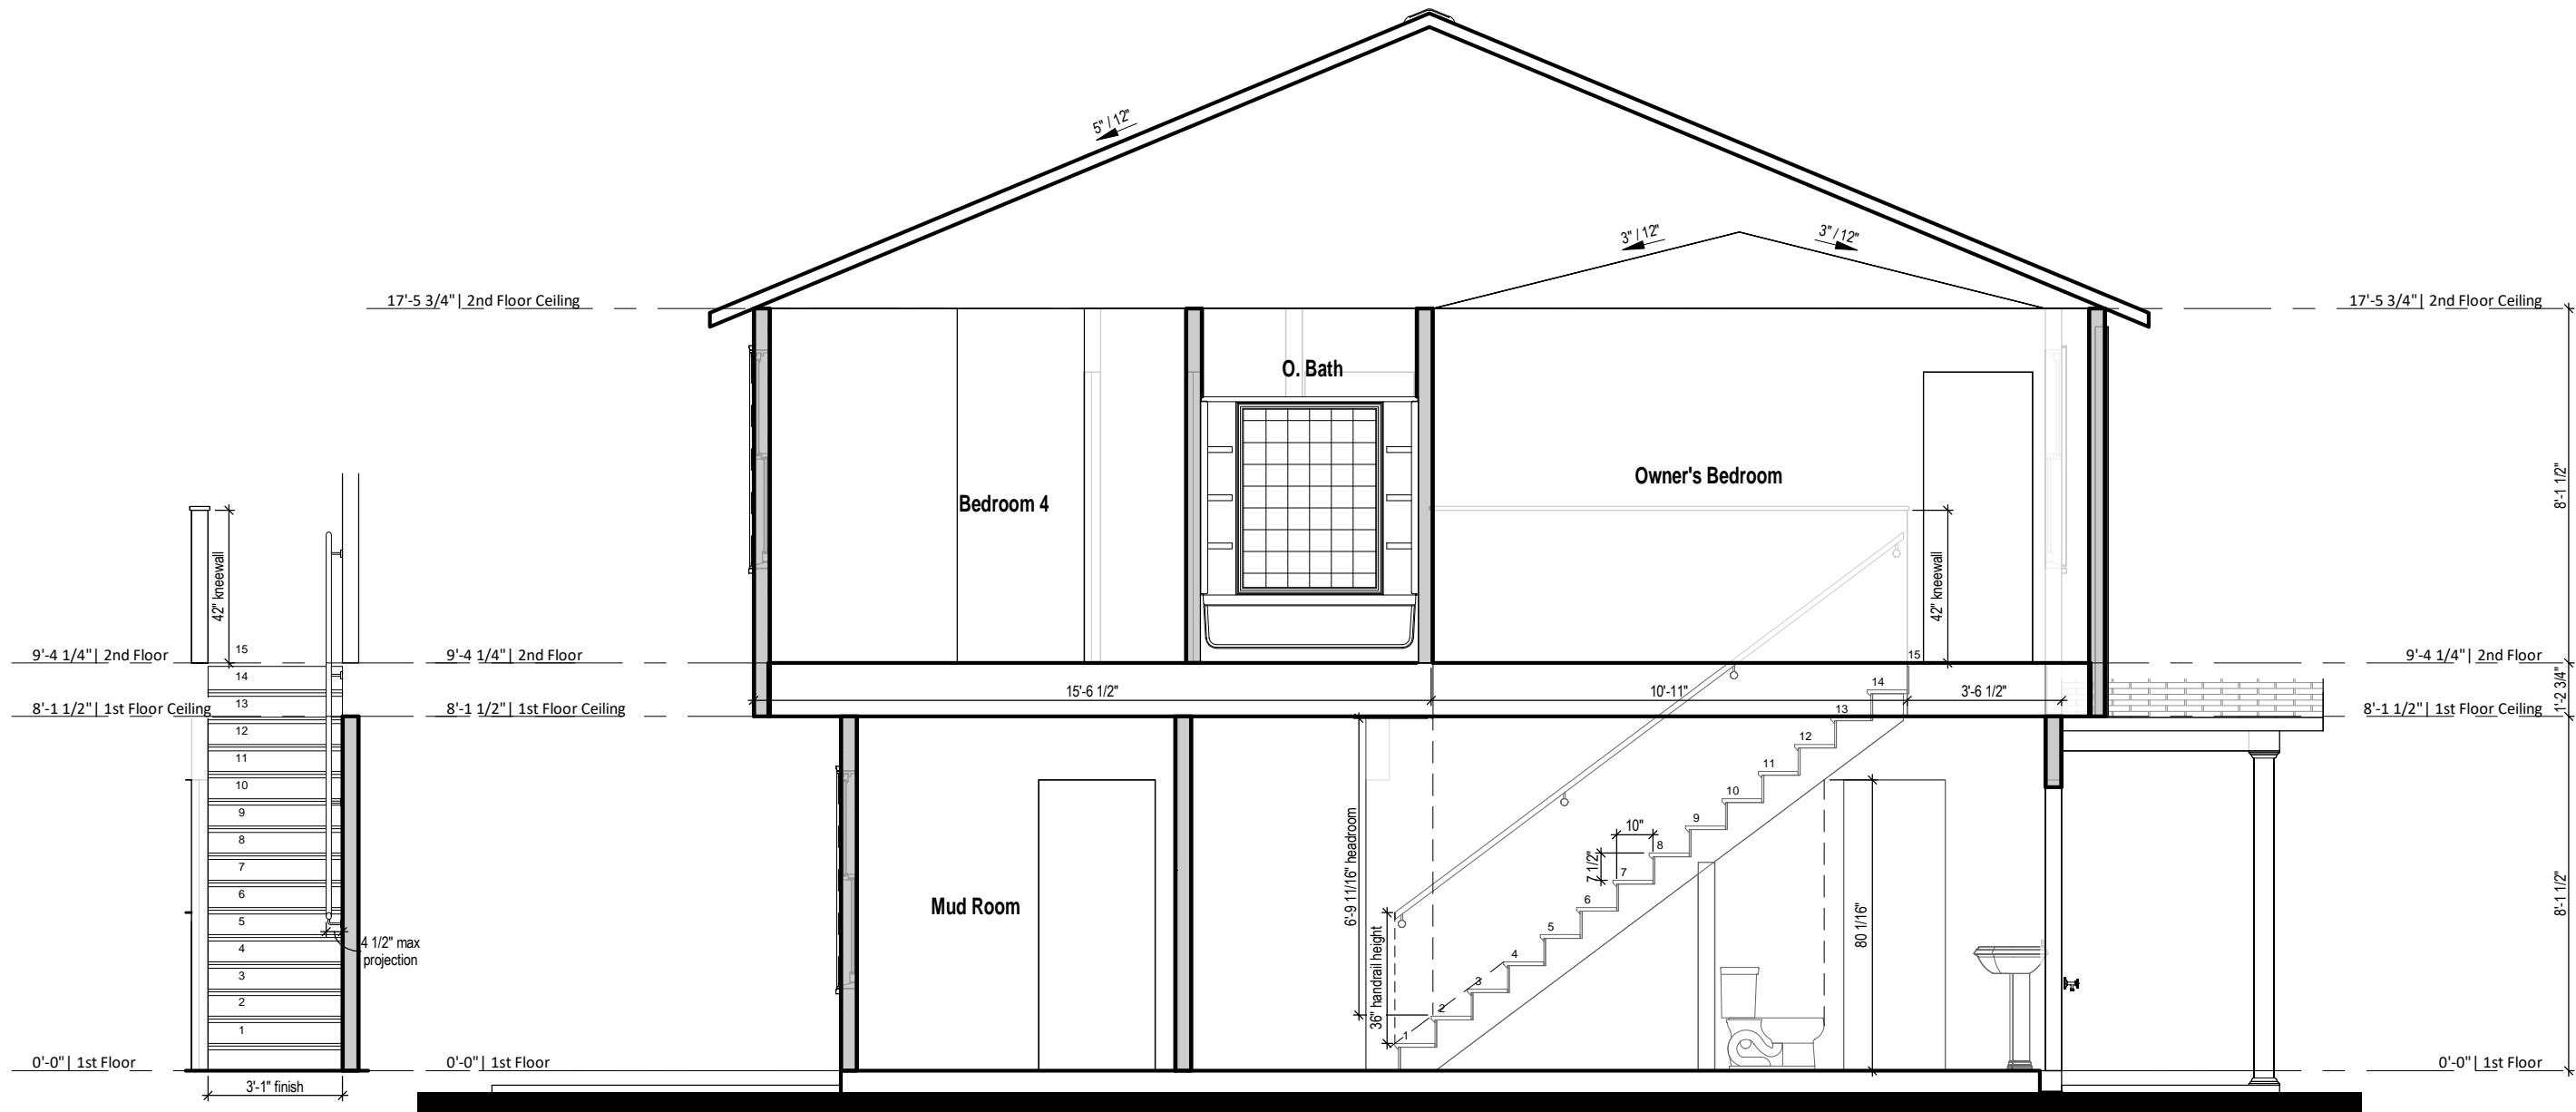 5" / 12"
3" / 12"
3" / 12"
17'-5 3/4" | 2nd Floor Ceiling
17'-5 3/4" | 2nd Floor Ceiling
O. Bath
Owner's Bedroom
Bedroom 4
8'-1 1/2"
42" kneewall
42" kneewall
15
9'-4 1/4" | 2nd Floor
9'-4 1/4" | 2nd Floor
15
9'-4 1/4" | 2nd Floor
14
15'-6 1/2"
10'-11"
14
3'-6 1/2"
1'-2 3/4"
13
8'-1 1/2" | 1st Floor Ceiling
8'-1 1/2" | 1st Floor Ceiling
13
8'-1 1/2" | 1st Floor Ceiling
12
12
11
11
10
10
9
9
10"
8
8
7 1/2"
7
7
6
6
5
5
4
4
3
3
2
2
1
1
6'-9 11/16" headroom
36" handrail height
Mud Room
80 1/16"
8'-1 1/2"
4 1/2" max
projection
0'-0" | 1st Floor
0'-0" | 1st Floor
0'-0" | 1st Floor
3'-1" finish